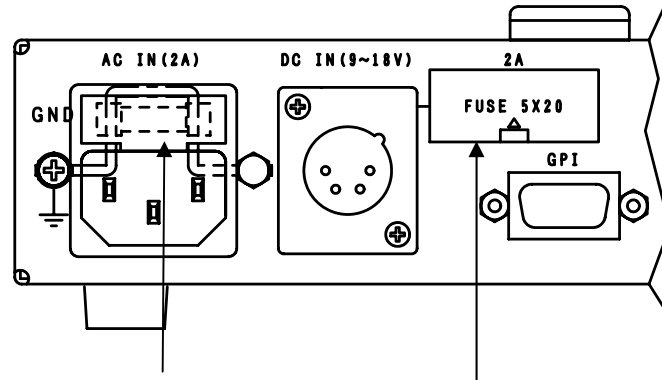 AC IN(2A)
DC IN(9~18V)
2A
GND
FUSE 5X20
GPI